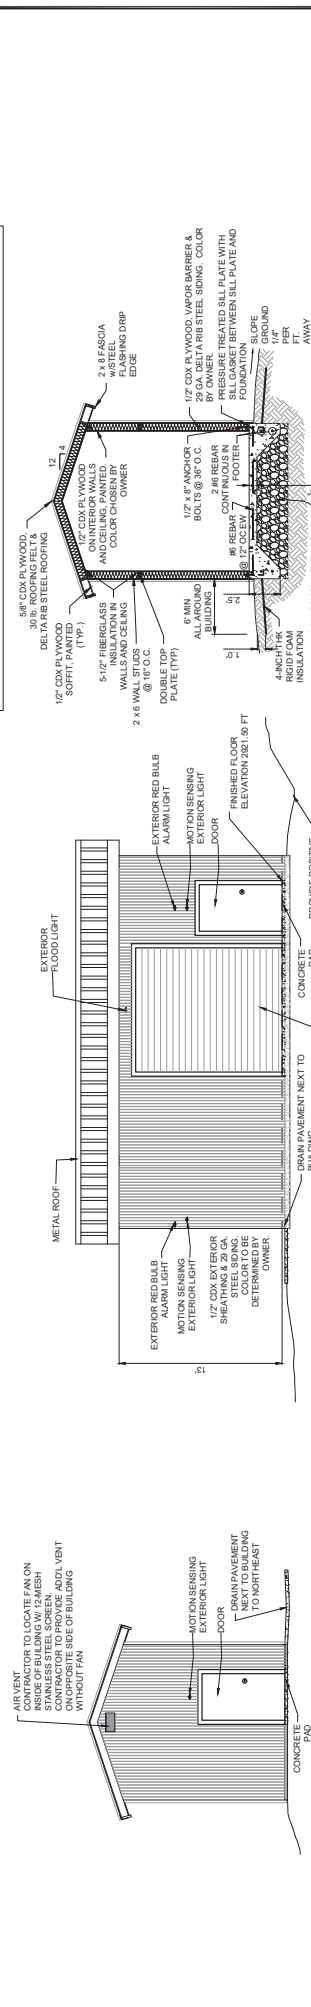 AIR VENT
CONTRACTOR TO LOCATE FAN ON
INSIDE OF BUILDING W/ 12-MESH
STAINLESS STEEL SCREEN.
CONTRACTOR TO PROVIDE ADD'L VENT
ON OPPOSITE SIDE OF BUILDING
WITHOUT FAN
MOTION SENSING
EXTERIOR LIGHT
DOOR
DRAIN PAVEMENT
NEXT TO BUILDING
TO NORTHEAST
CONCRETE
PAD
METAL ROOF
EXTERIOR
FLOOD LIGHT
EXTERIOR RED BULB
ALARM LIGHT
MOTION SENSING
EXTERIOR LIGHT
1/2" CDX EXTERIOR
SHEATHING & 29 GA.
STEEL SIDING.
COLOR TO BE
DETERMINED BY
OWNER.
13'
EXTERIOR RED BULB
ALARM LIGHT
MOTION SENSING
EXTERIOR LIGHT
DOOR
FINISHED FLOOR
ELEVATION 2921.50 FT
DRAIN PAVEMENT NEXT TO
CONCRETE
5/8" CDX PLYWOOD,
30 lb. ROOFING FELT &
DELTA RIB STEEL ROOFING
1/2" CDX PLYWOOD
SOFFIT, PAINTED
(TYP.)
5-1/2" FIBERGLASS
INSULATION IN
WALLS AND CEILING
2 x 6 WALL STUDS
@ 16" O.C.
DOUBLE TOP
PLATE (TYP)
12
4
1/2" CDX PLYWOOD
ON INTERIOR WALLS
AND CEILING, PAINTED.
COLOR CHOSEN BY
OWNER
2 x 8 FASCIA
w/STEEL
FLASHING DRIP
EDGE
6' MIN
ALL AROUND
BUILDING
1.0'
2.5'
4-INCH THK
RIGID FOAM
INSULATION
1/2" x 8" ANCHOR
BOLTS @ 36" O.C.
2 #6 REBAR
CONTINUOUS IN
FOOTER
#6 REBAR
@ 12" OC EW
1/2" CDX PLYWOOD, VAPOR BARRIER &
29 GA. DELTA RIB STEEL SIDING. COLOR
BY OWNER.
PRESSURE TREATED SILL PLATE WITH
SILL GASKET BETWEEN SILL PLATE AND
FOUNDATION
SLOPE
GROUND
1/4"
PER
FT.
AWAY